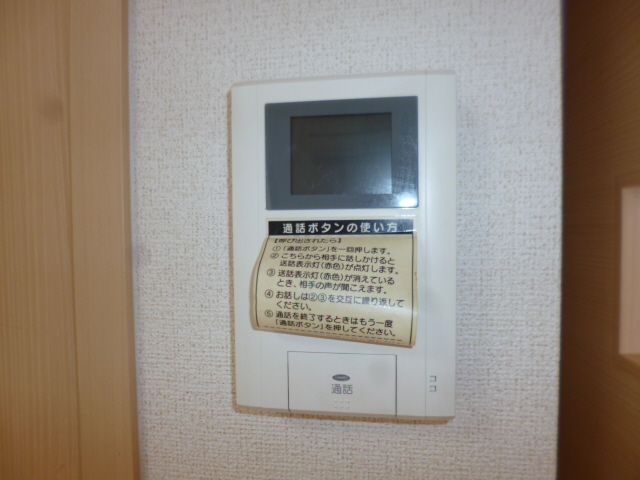 通話ボタンの使い方
【呼び出されたら】
①「通話ボタン」を一回押します。
② こちらから相手に話しかけると
送話表示灯(赤色)が点灯します。
③ 送話表示灯(赤色)が消えている
とき、相手の声が聞こえます。
④ お話しは②③を交互に繰り返して
ください。
⑤ 通話を終了するときはもう一度
「通話ボタン」を押してください。
通話